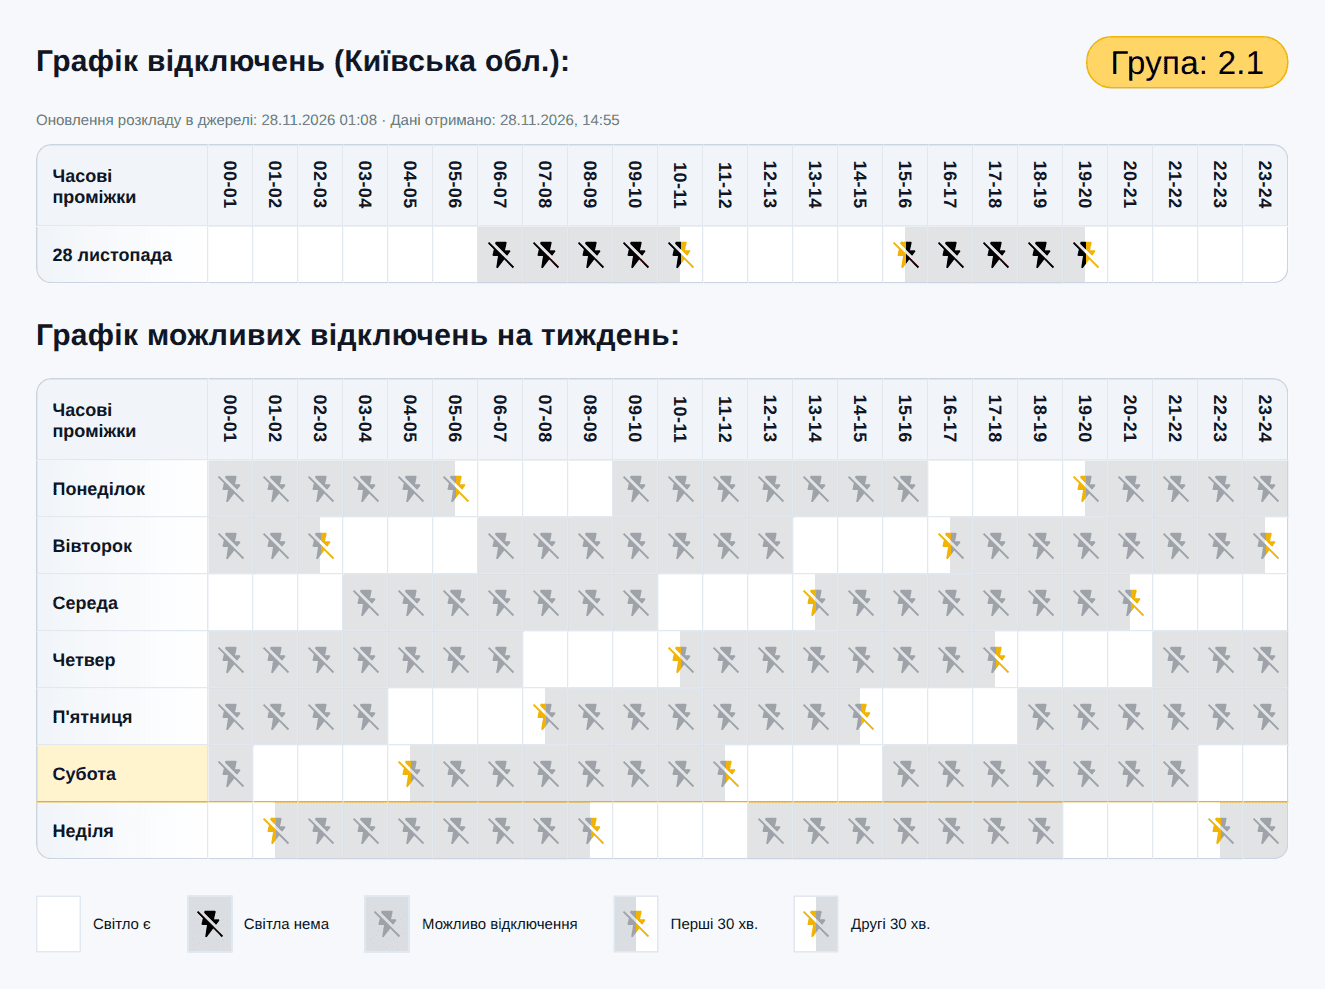 Графік відключень (Київська обл.):
Група: 2.1
Оновлення розкладу в джерелі: 28.11.2026 01:08 · Дані отримано: 28.11.2026, 14:55
Часові проміжки 00-01 01-02 02-03 03-04 04-05 05-06 06-07 07-08 08-09 09-10 10-11 11-12 12-13 13-14 14-15 15-16 16-17 17-18 18-19 19-20 20-21 21-22 22-23 23-24
28 листопада
Графік можливих відключень на тиждень:
Часові проміжки 00-01 01-02 02-03 03-04 04-05 05-06 06-07 07-08 08-09 09-10 10-11 11-12 12-13 13-14 14-15 15-16 16-17 17-18 18-19 19-20 20-21 21-22 22-23 23-24
Понеділок
Вівторок
Середа
Четвер
П'ятниця
Субота
Неділя
Світло є Світла нема Можливо відключення Перші 30 хв. Другі 30 хв.